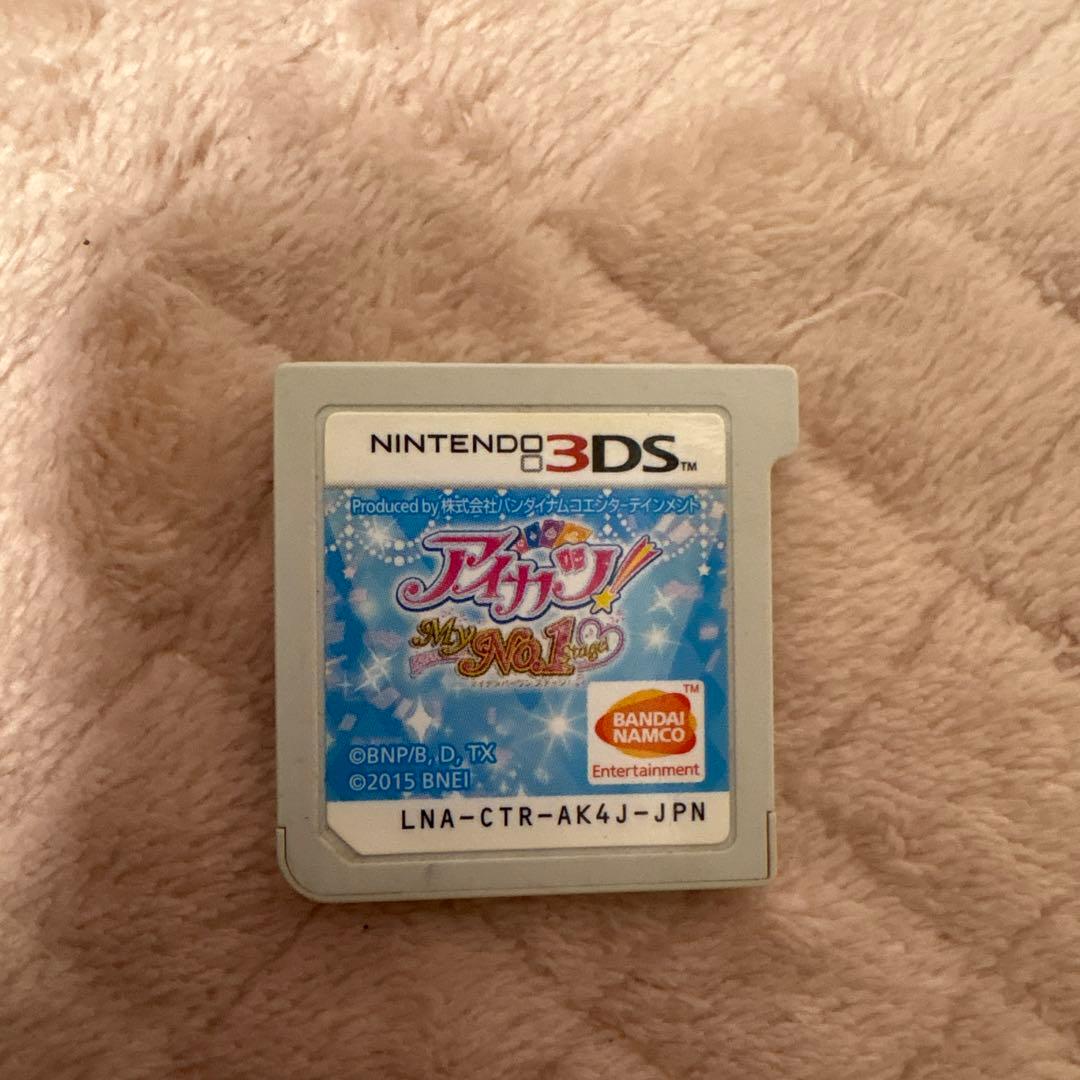 NINTENDO 3DS™
Produced by 株式会社バンダイナムコエンターテインメント
アイカツ!
My No.1 Stage!
BANDAI
NAMCO
™
Entertainment
©BNP/B, D, TX
©2015 BNEI
LNA-CTR-AK4J-JPN